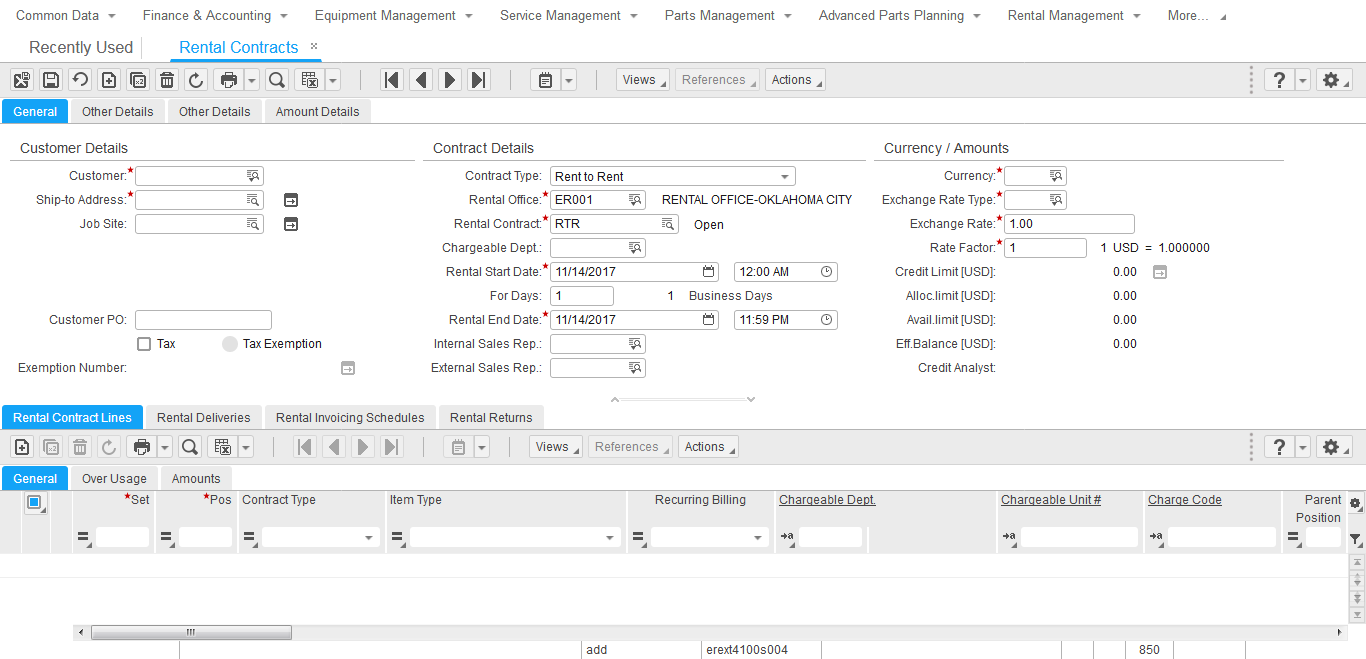 Common Data Finance & Accounting Equipment Management Service Management Parts Management Advanced Parts Planning Rental Management More...
Recently Used Rental Contracts ×
Views References Actions ?
General Other Details Other Details Amount Details
Customer Details Contract Details Currency / Amounts
Customer:* Contract Type: Rent to Rent Currency:*
Ship-to Address:* Rental Office:* ER001 RENTAL OFFICE-OKLAHOMA CITY Exchange Rate Type:*
Job Site: Rental Contract:* RTR Open Exchange Rate:* 1.00
Chargeable Dept.: Rate Factor:* 1 1 USD = 1.000000
Rental Start Date:* 11/14/2017 12:00 AM Credit Limit [USD]: 0.00
For Days: 1 1 Business Days Alloc.limit [USD]: 0.00
Customer PO: Rental End Date:* 11/14/2017 11:59 PM Avail.limit [USD]: 0.00
Tax Tax Exemption Internal Sales Rep.: Eff.Balance [USD]: 0.00
Exemption Number: External Sales Rep.: Credit Analyst:
Rental Contract Lines Rental Deliveries Rental Invoicing Schedules Rental Returns
Views References Actions ?
General Over Usage Amounts
*Set *Pos Contract Type Item Type Recurring Billing Chargeable Dept. Chargeable Unit # Charge Code Parent
Position
add erext4100s004 850